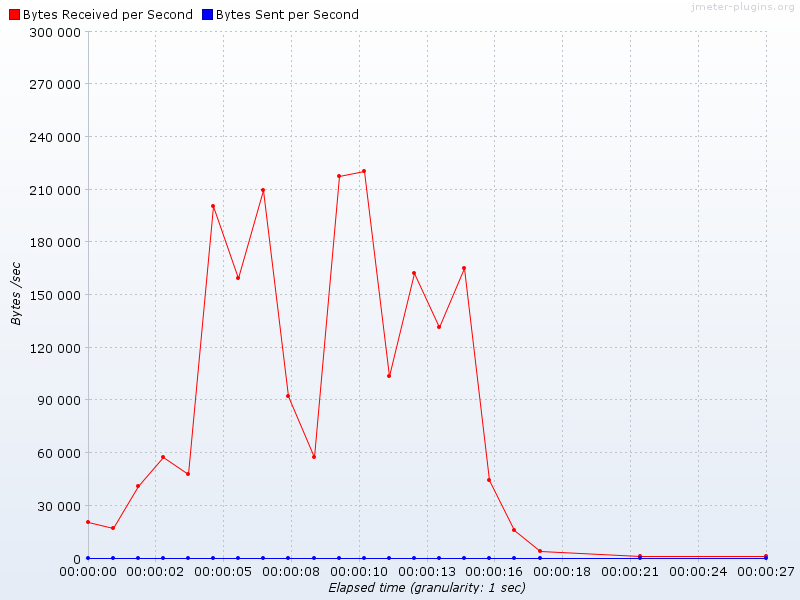 jmeter-plugins.org
Bytes Received per Second Bytes Sent per Second
300 000
270 000
240 000
210 000
180 000
150 000
120 000
90 000
60 000
30 000
0
Bytes /sec
00:00:00 00:00:02 00:00:05 00:00:08 00:00:10 00:00:13 00:00:16 00:00:18 00:00:21 00:00:24 00:00:27
Elapsed time (granularity: 1 sec)